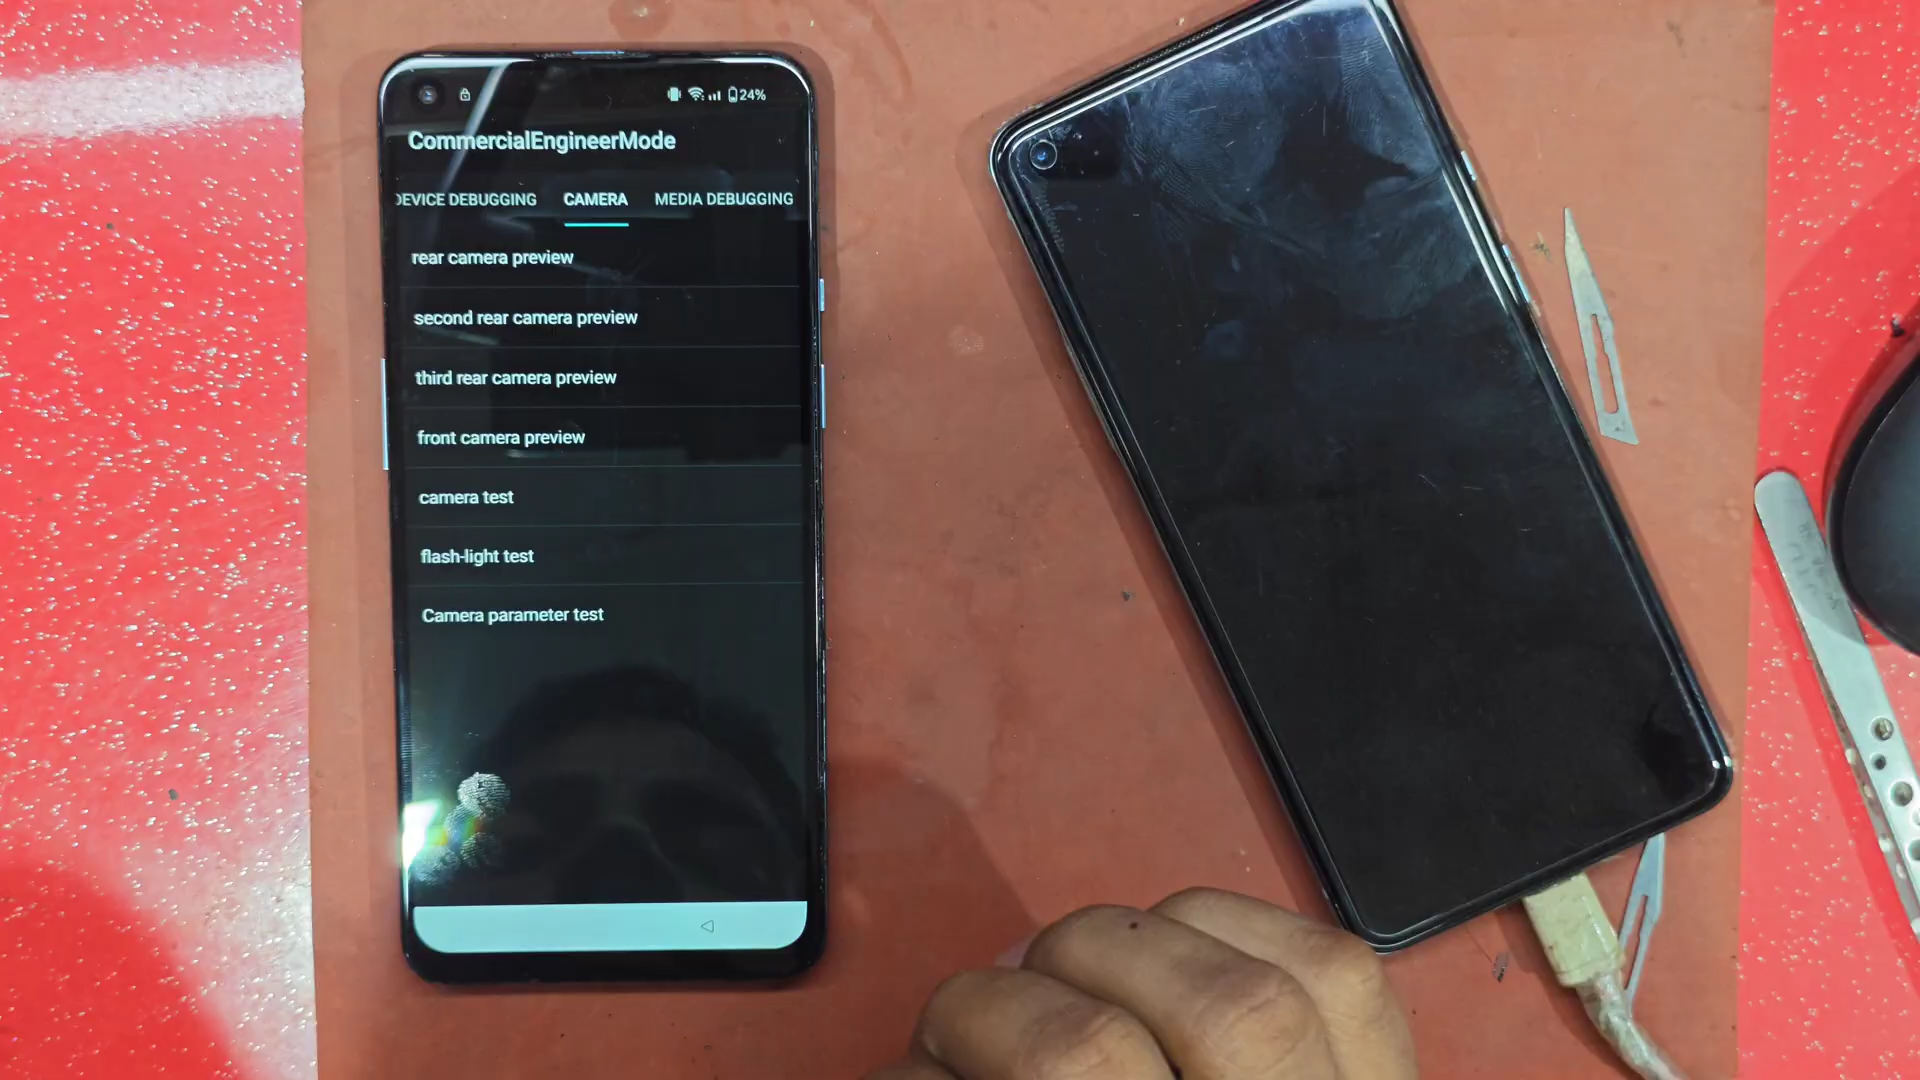 24%
CommercialEngineerMode
DEVICE DEBUGGING CAMERA MEDIA DEBUGGING
rear camera preview
second rear camera preview
third rear camera preview
front camera preview
camera test
flash-light test
Camera parameter test